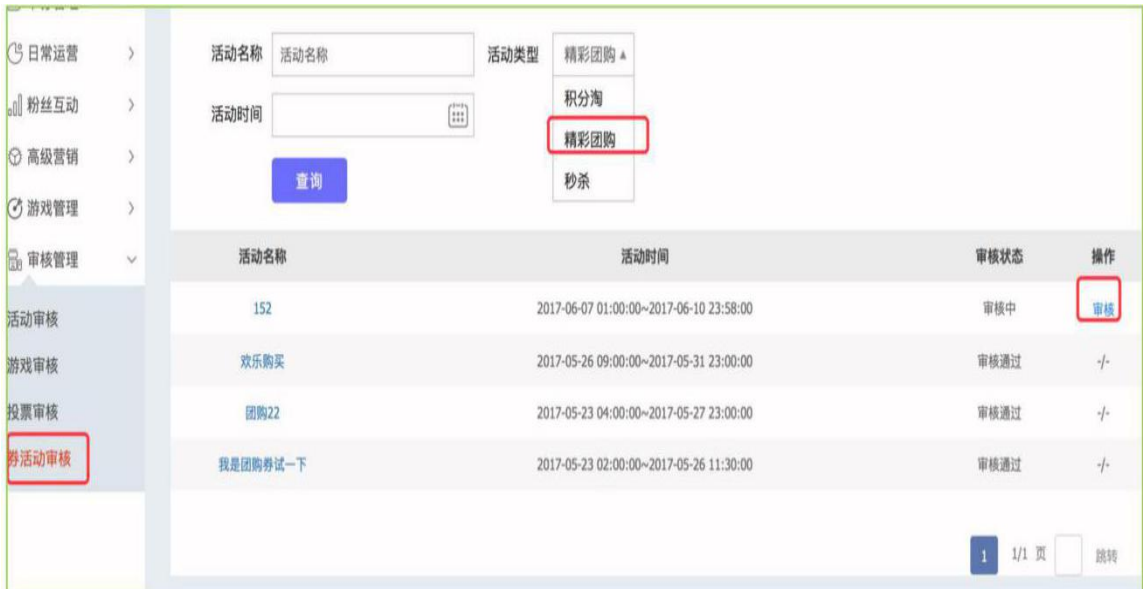 日常运营
粉丝互动
高级营销
游戏管理
审核管理
活动审核
游戏审核
投票审核
券活动审核
活动名称 活动名称 活动类型 精彩团购
活动时间
积分淘
精彩团购
秒杀
查询
活动名称 活动时间 审核状态 操作
152 2017-06-07 01:00:00~2017-06-10 23:58:00 审核中 审核
欢乐购买 2017-05-26 09:00:00~2017-05-31 23:00:00 审核通过 -/-
团购22 2017-05-23 04:00:00~2017-05-27 23:00:00 审核通过 -/-
我是团购券试一下 2017-05-23 02:00:00~2017-05-26 11:30:00 审核通过 -/-
1 1/1 页 跳转